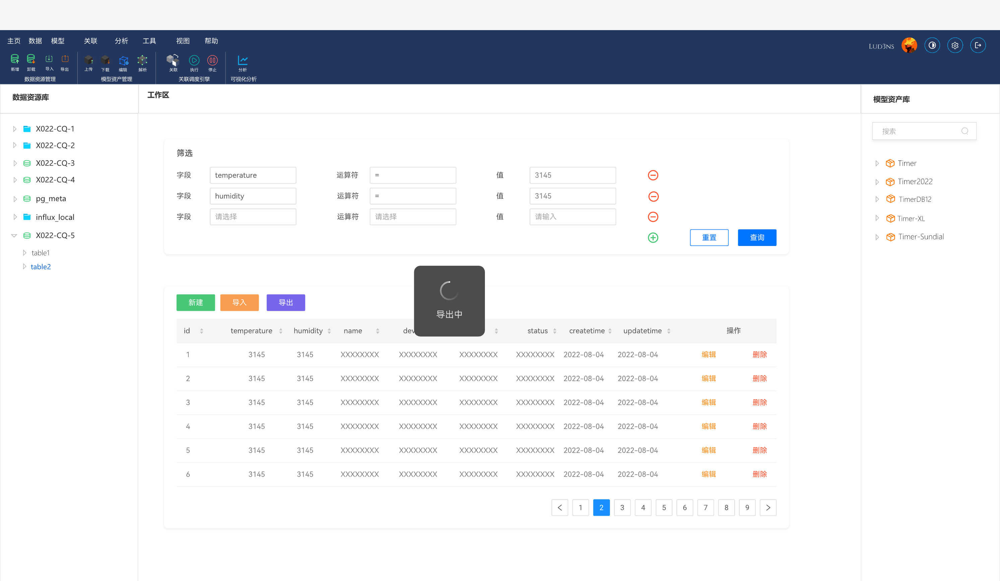 主页 数据 模型 关联 分析 工具 视图 帮助
Lud3ns
新增 卸载 导入 导出 上传 下载 编辑 解析 关联 执行 停止 分析
数据资源管理 模型资产管理 关联调度引擎 可视化分析
数据资源库
X022-CQ-1
X022-CQ-2
X022-CQ-3
X022-CQ-4
pg_meta
influx_local
X022-CQ-5
table1
table2
工作区
筛选
字段 temperature 运算符 = 值 3145
字段 humidity 运算符 = 值 3145
字段 请选择 运算符 请选择 值 请输入
重置 查询
新建 导入 导出
导出中
id temperature humidity name status createtime updatetime 操作
1 3145 3145 XXXXXXXX XXXXXXXX XXXXXXXX XXXXXXXX 2022-08-04 2022-08-04 编辑 删除
2 3145 3145 XXXXXXXX XXXXXXXX XXXXXXXX XXXXXXXX 2022-08-04 2022-08-04 编辑 删除
3 3145 3145 XXXXXXXX XXXXXXXX XXXXXXXX XXXXXXXX 2022-08-04 2022-08-04 编辑 删除
4 3145 3145 XXXXXXXX XXXXXXXX XXXXXXXX XXXXXXXX 2022-08-04 2022-08-04 编辑 删除
5 3145 3145 XXXXXXXX XXXXXXXX XXXXXXXX XXXXXXXX 2022-08-04 2022-08-04 编辑 删除
6 3145 3145 XXXXXXXX XXXXXXXX XXXXXXXX XXXXXXXX 2022-08-04 2022-08-04 编辑 删除
1 2 3 4 5 6 7 8 9
模型资产库
搜索
Timer
Timer2022
TimerDB12
Timer-XL
Timer-Sundial